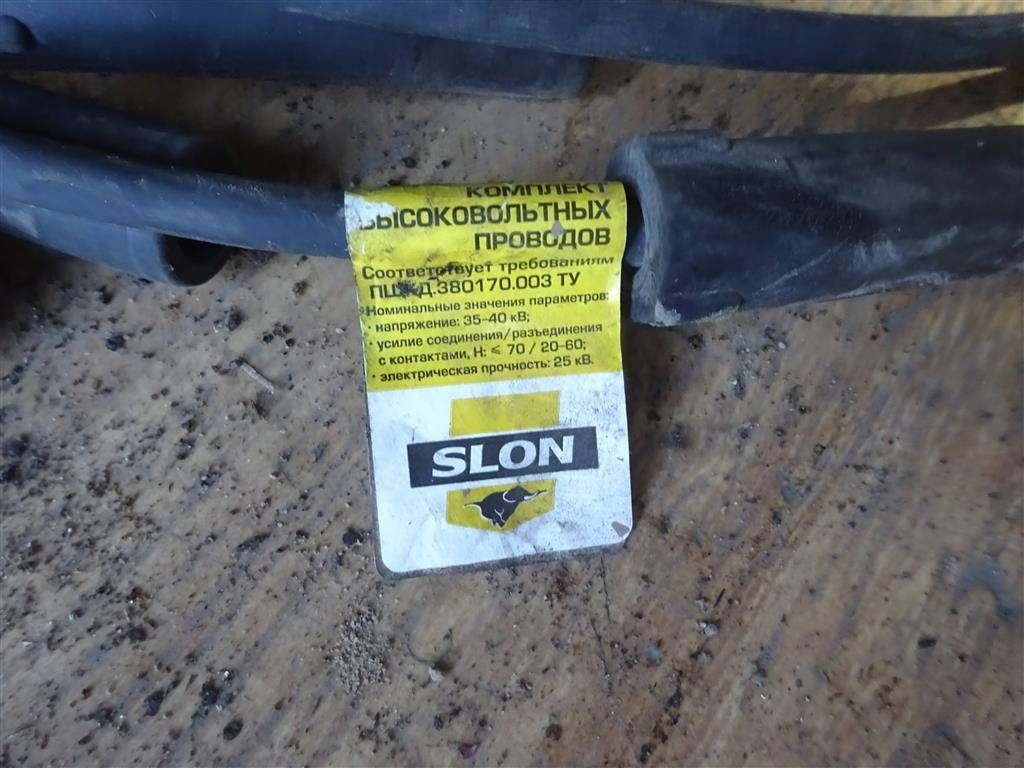 КОМПЛЕКТ
ВЫСОКОВОЛЬТНЫХ
ПРОВОДОВ
Соответствует требованиям
380170.003 ТУ
Номинальные значения параметров:
· напряжение: 35-40 кВ;
· усилие соединения/разъединения
с контактами, Н: ⩽ 70 / 20-60;
· электрическая прочность: 25 кВ.
SLON